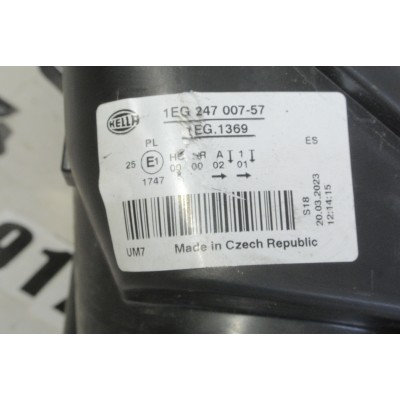 HELLA
1EG 247 007-57
1EG.1369
PL
ES
25 E1 HC R A 1
00 00 02 01
1747
S18
20.03.2023
12:14:15
UM7 Made in Czech Republic